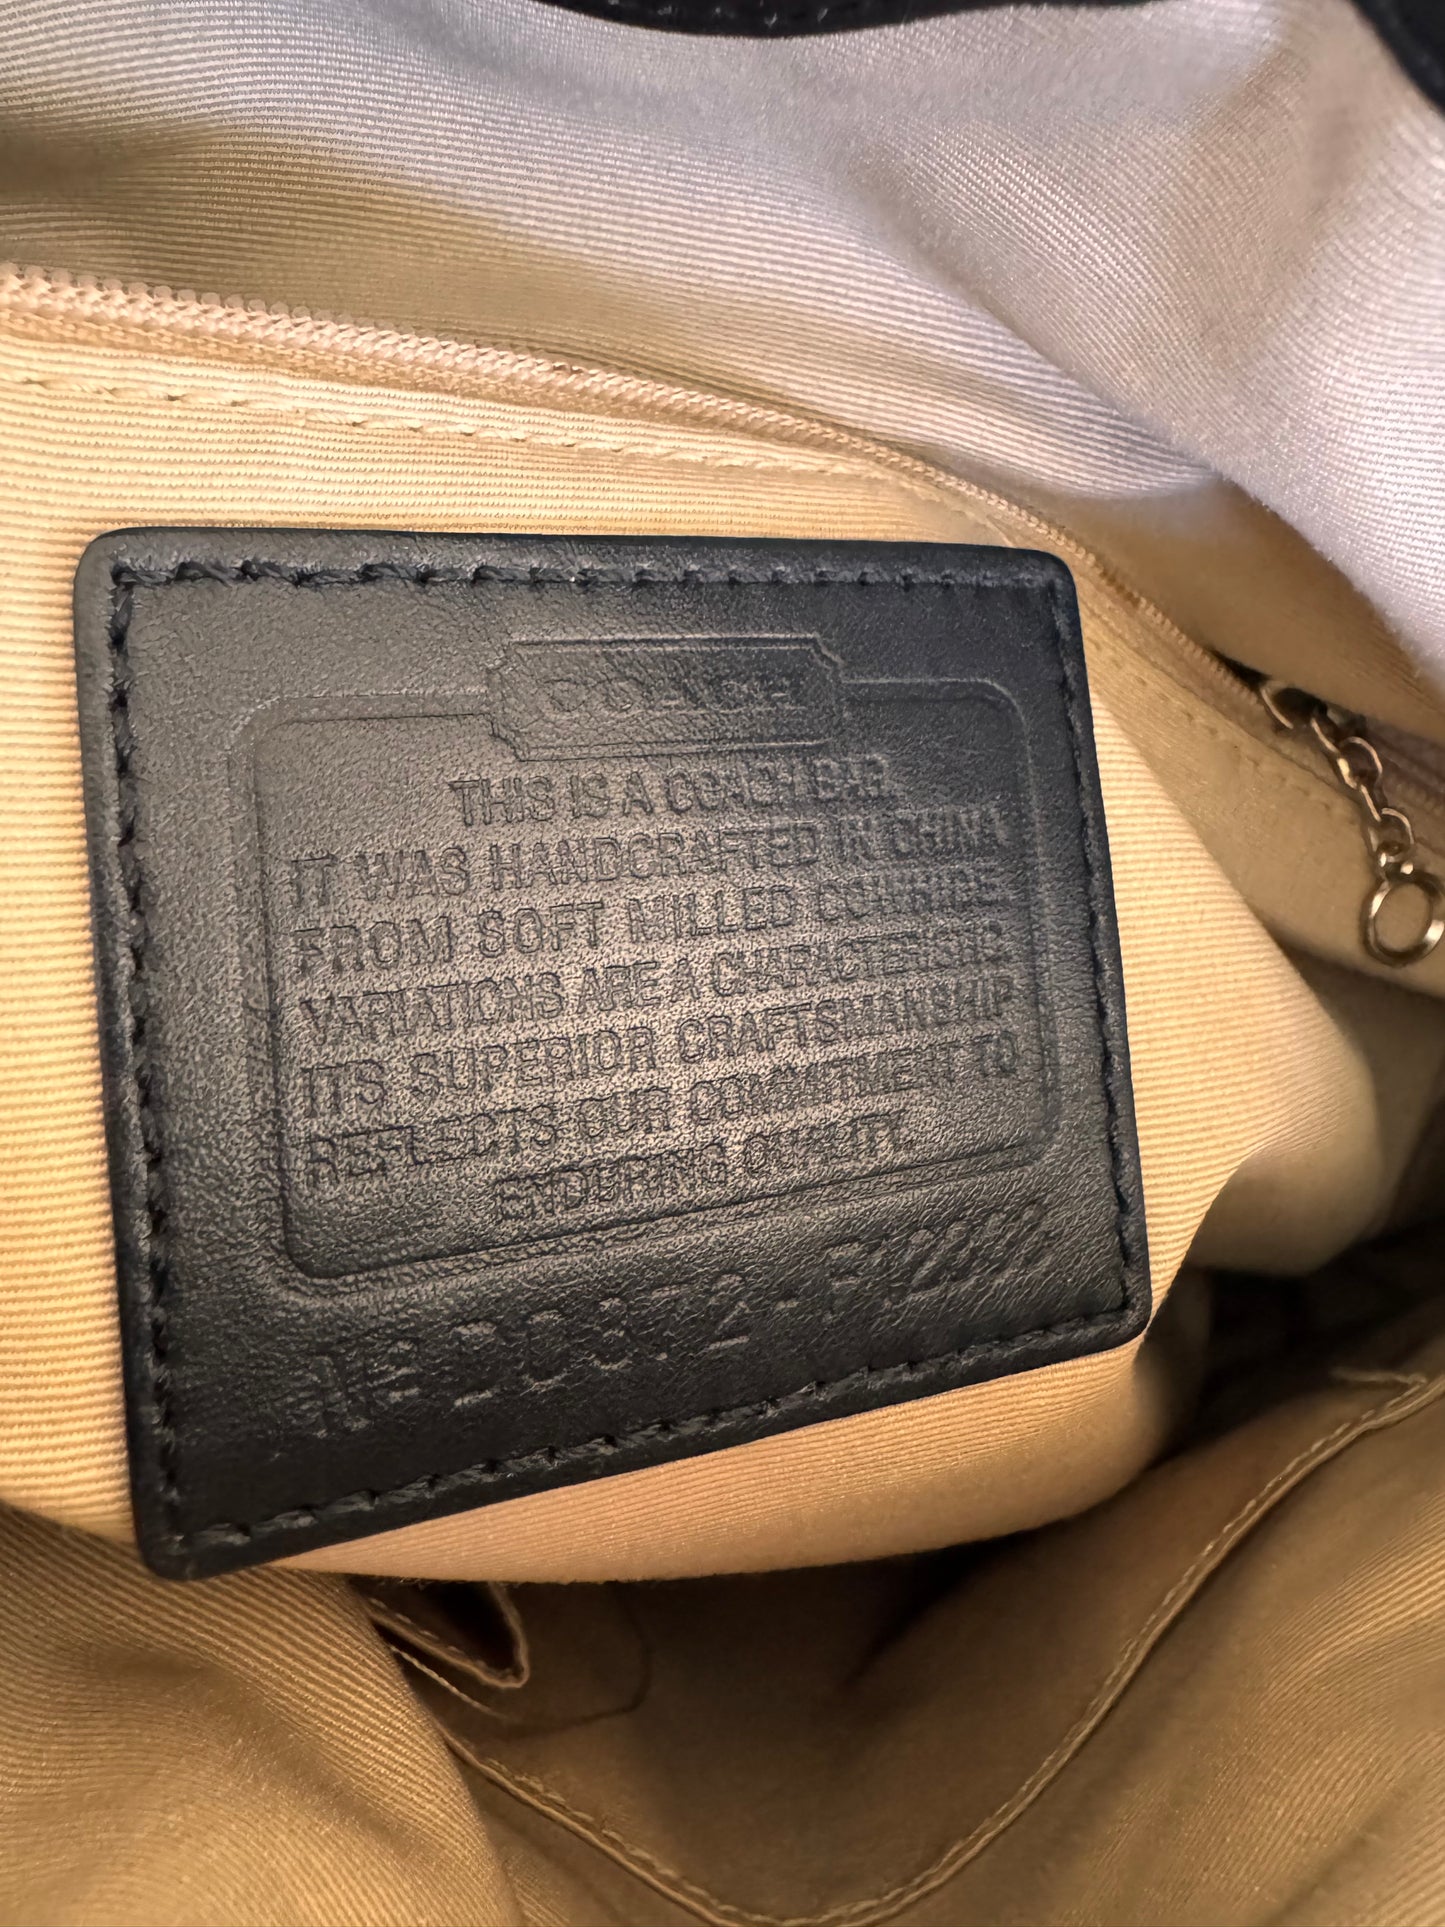 COACH
THIS IS A COACH BAG.
IT WAS HANDCRAFTED IN CHINA
FROM SOFT MILLED COWHIDE.
VARIATIONS ARE A CHARACTERISTIC.
ITS SUPERIOR CRAFTSMANSHIP
REFLECTS OUR COMMITMENT TO
ENDURING QUALITY.